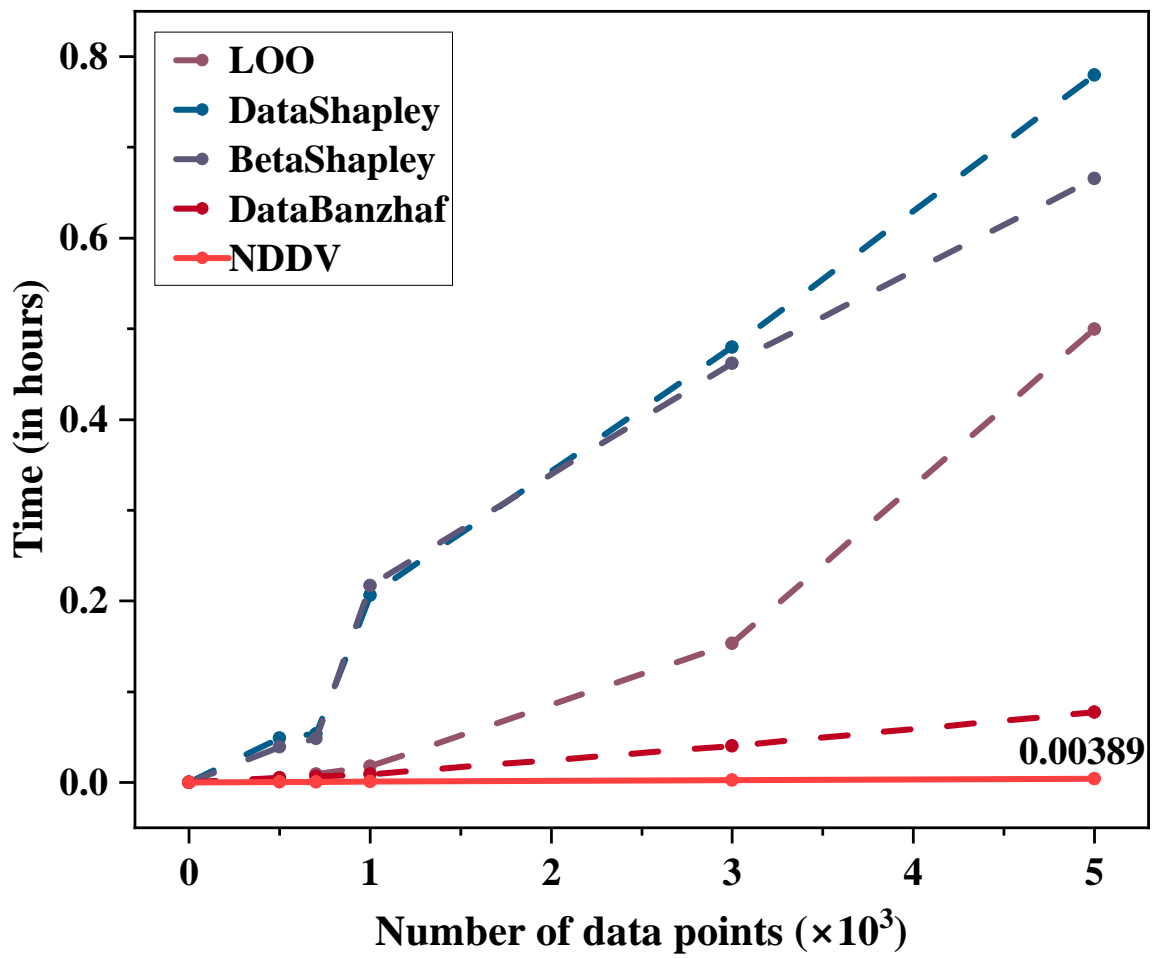 LOO
DataShapley
BetaShapley
DataBanzhaf
NDDV
Time (in hours)
0.8
0.6
0.4
0.2
0.0
0.00389
0 1 2 3 4 5
Number of data points (×10³)